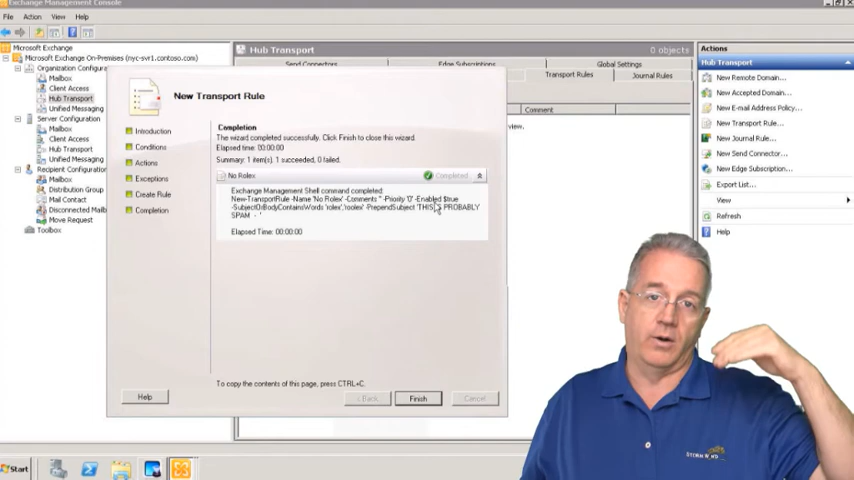 Exchange Management Console
File Action View Help
Microsoft Exchange
Microsoft Exchange On-Premises (nyc-svr1.contoso.com)
Organization Configura
Mailbox
Client Access
Hub Transport
Unified Messaging
Server Configuration
Mailbox
Client Access
Hub Transport
Unified Messaging
Recipient Configuration
Mailbox
Distribution Group
Mail Contact
Disconnected Mailb
Move Request
Toolbox
Hub Transport
0 objects
Send Connectors
Edge Subscriptions
Global Settings
Transport Rules
Journal Rules
Comment
view.
New Transport Rule
Introduction
Conditions
Actions
Exceptions
Create Rule
Completion
Completion
The wizard completed successfully. Click Finish to close this wizard.
Elapsed time: 00:00:00
Summary: 1 item(s). 1 succeeded, 0 failed.
No Rolex
Completed
Exchange Management Shell command completed:
New-TransportRule -Name 'No Rolex' -Comments '' -Priority '0' -Enabled $true
-SubjectOrBodyContainsWords 'rolex','roolex' -PrependSubject 'THIS IS PROBABLY
SPAM - '
Elapsed Time: 00:00:00
To copy the contents of this page, press CTRL+C.
Help
< Back
Finish
Cancel
Actions
Hub Transport
New Remote Domain...
New Accepted Domain...
New E-mail Address Policy...
New Transport Rule...
New Journal Rule...
New Send Connector...
New Edge Subscription...
Export List...
View
Refresh
Help
Start
STORM WIND